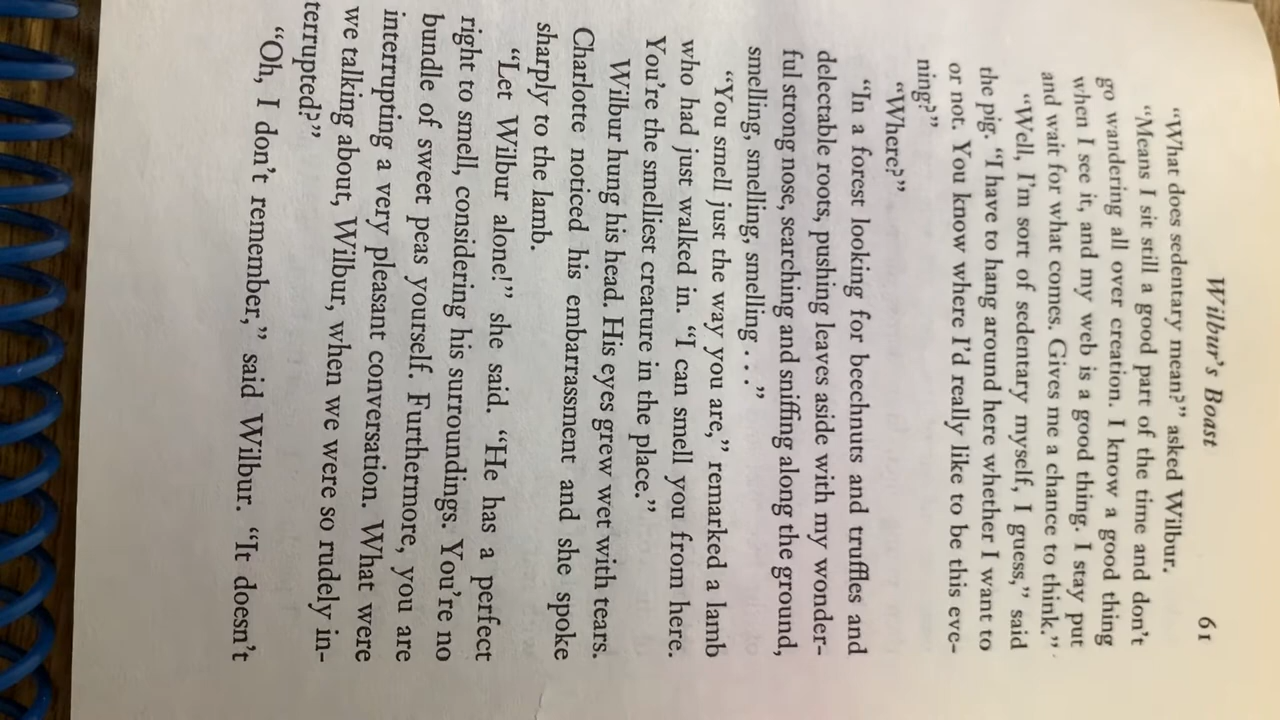 Wilbur's Boast 61
"What does sedentary mean?" asked Wilbur.
"Means I sit still a good part of the time and don't
go wandering all over creation. I know a good thing
when I see it, and my web is a good thing. I stay put
and wait for what comes. Gives me a chance to think."
"Well, I'm sort of sedentary myself, I guess," said
the pig. "I have to hang around here whether I want to
or not. You know where I'd really like to be this eve-
ning?"
"Where?"
"In a forest looking for beechnuts and truffles and
delectable roots, pushing leaves aside with my wonder-
ful strong nose, searching and sniffing along the ground,
smelling, smelling, smelling . . ."
"You smell just the way you are," remarked a lamb
who had just walked in. "I can smell you from here.
You're the smelliest creature in the place."
Wilbur hung his head. His eyes grew wet with tears.
Charlotte noticed his embarrassment and she spoke
sharply to the lamb.
"Let Wilbur alone!" she said. "He has a perfect
right to smell, considering his surroundings. You're no
bundle of sweet peas yourself. Furthermore, you are
interrupting a very pleasant conversation. What were
we talking about, Wilbur, when we were so rudely in-
terrupted?"
"Oh, I don't remember," said Wilbur. "It doesn't